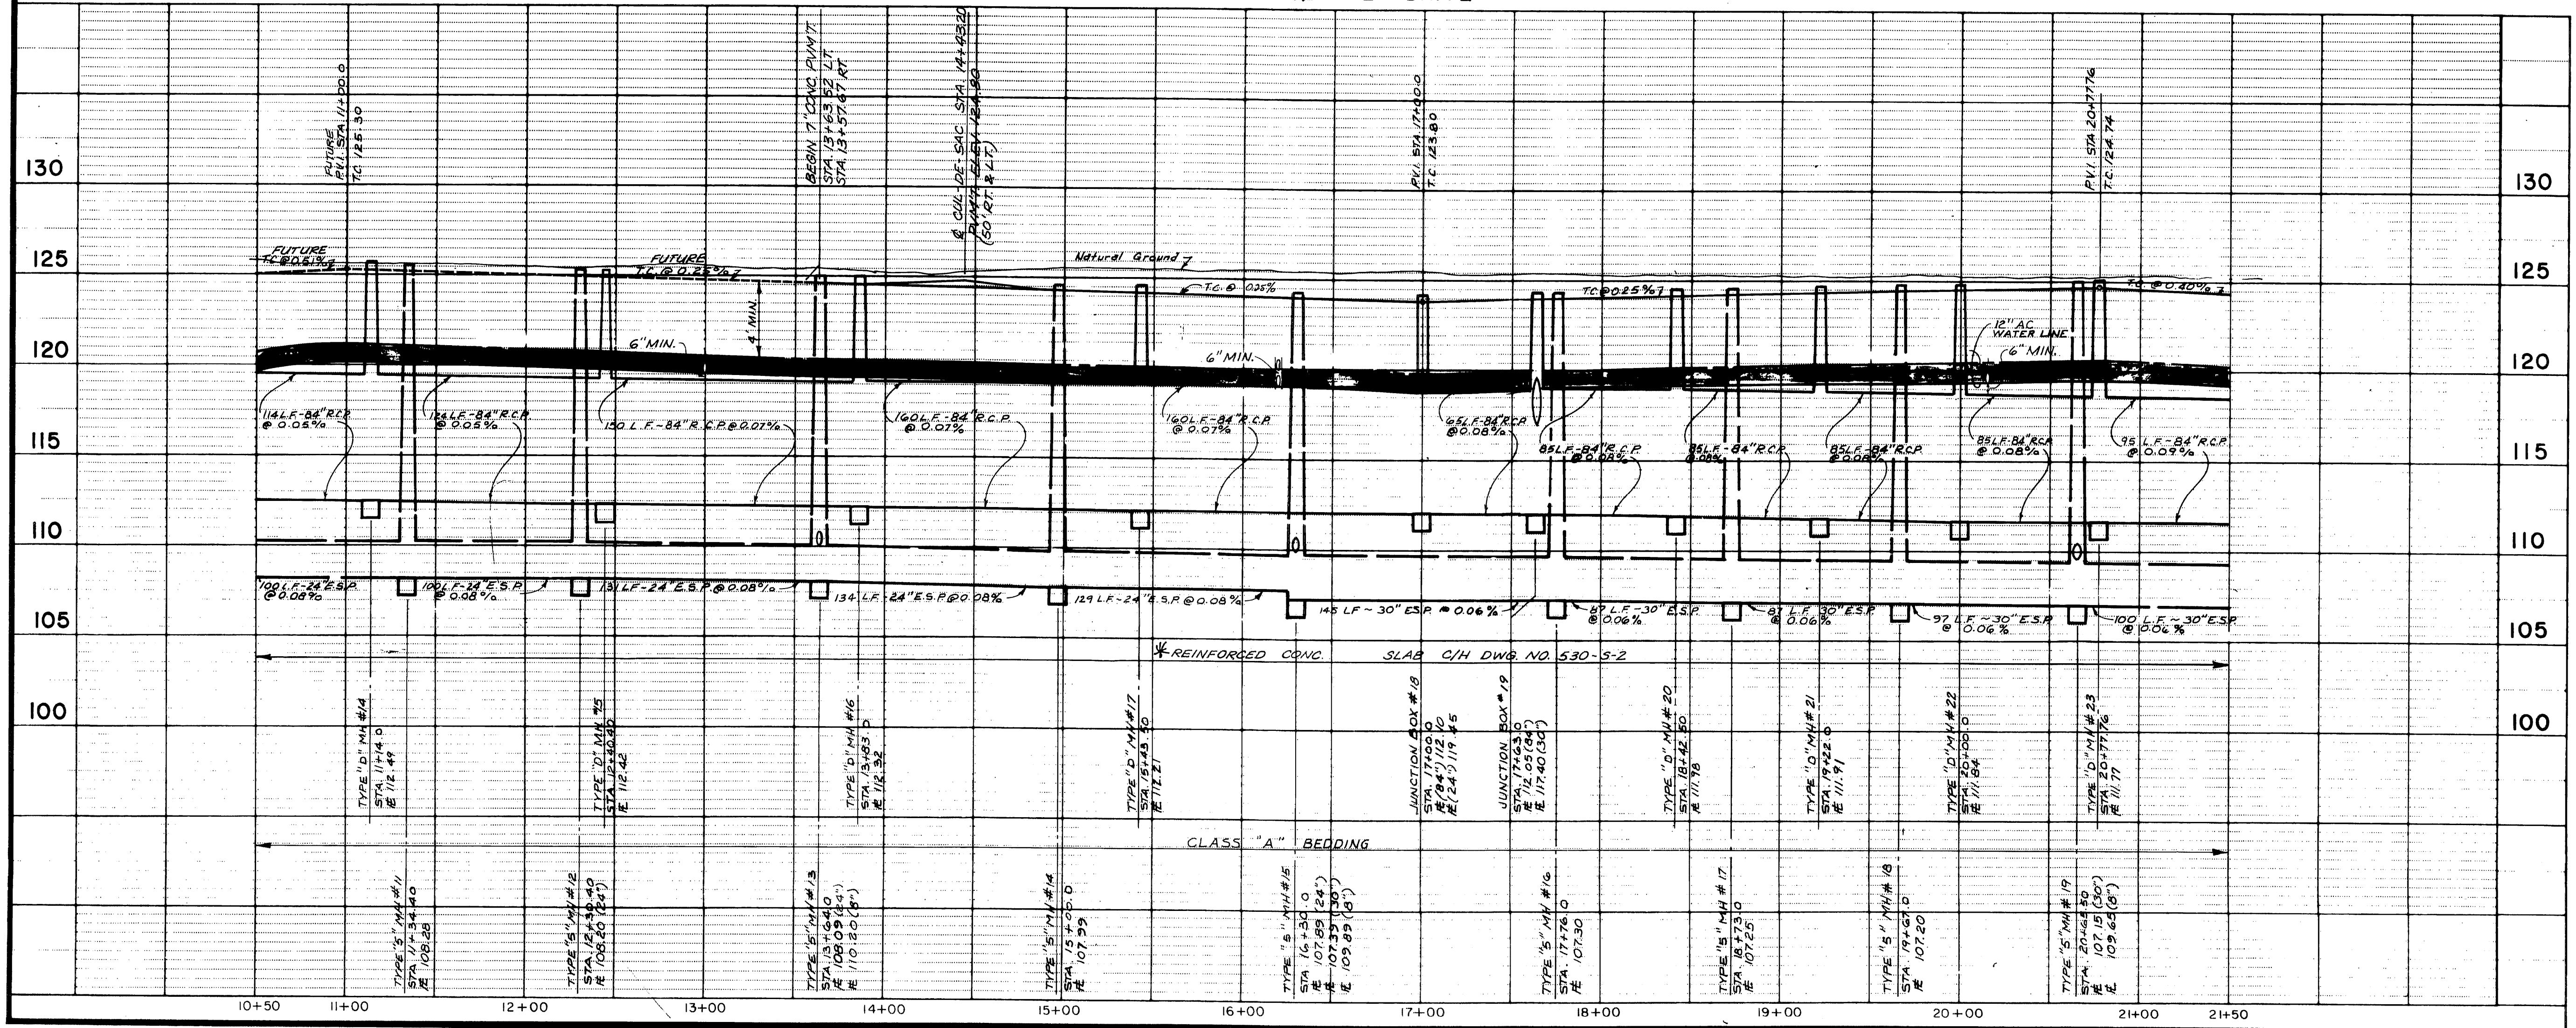 FUTURE
P.V.I. STA. 11+00.0
T.C. 125.30
BEGIN 7" CONC. PVM'T.
STA. 13+63.52 LT.
STA. 13+57.67 RT
℄ CUL-DE-SAC STA. 14+43.20
PVM'T. ELEV. 124.80
(50' RT. & LT.)
P.V.I. STA. 17+00.0
T.C. 123.80
P.V.I. STA 20+77.76
T.C. 124.74
130
130
125
125
120
120
115
115
110
110
105
105
100
100
FUTURE
T.C. @ 0.51%
FUTURE
T.C. @ 0.25%
Natural Ground
T.C. @ 0.25%
T.C. @ 0.25%
T.C. @ 0.40%
4' MIN.
6" MIN.
6" MIN.
12" AC
WATER LINE
6" MIN.
114 L.F.-84" R.C.P.
@ 0.05%
124 L.F.-84" R.C.P.
@ 0.05%
150 L.F.~84" R.C.P. @ 0.07%
160 L.F.-84" R.C.P.
@ 0.07%
160 L.F.-84" R.C.P.
@ 0.07%
65 L.F.-84" R.C.P.
@ 0.08%
85 L.F.-84" R.C.P.
@ 0.08%
85 L.F.-84" R.C.P.
@ 0.08%
85 L.F.-84" R.C.P.
@ 0.08%
85 L.F.-84" R.C.P.
@ 0.08%
95 L.F.-84" R.C.P.
@ 0.09%
100 L.F.-24" E.S.P.
@ 0.08%
100 L.F.-24" E.S.P.
@ 0.08%
131 L.F.-24" E.S.P. @ 0.08%
134 L.F.-24" E.S.P. @ 0.08%
129 L.F.-24" E.S.P. @ 0.08%
145 LF ~ 30" E.S.P. @ 0.06%
87 L.F.-30" E.S.P.
@ 0.06%
87 L.F. 30" E.S.P.
@ 0.06%
97 L.F. ~30" E.S.P.
@ 0.06%
100 L.F. ~30" E.S.P.
@ 0.06%
* REINFORCED CONC. SLAB C/H DWG. NO. 530-S-2
TYPE "D" MH #14
STA. 11+14.0
I͞E 112.49
TYPE "D" MH #15
STA. 12+40.40
I͞E 112.42
TYPE "D" MH #16
STA. 13+83.0
I͞E 112.32
TYPE "D" MH #17
STA. 15+43.50
I͞E 112.21
JUNCTION BOX #18
STA. 17+00.0
I͞E (84") 112.10
I͞E (24") 119.45
JUNCTION BOX #19
STA. 17+63.0
I͞E 112.05 (84")
I͞E 117.40 (30")
TYPE "D" MH #20
STA. 18+42.50
I͞E 111.98
TYPE "D" MH #21
STA. 19+22.0
I͞E 111.91
TYPE "D" MH #22
STA. 20+00.0
I͞E 111.84
TYPE "D" MH #23
STA. 20+77.76
I͞E 111.77
CLASS "A" BEDDING
TYPE "S" MH #11
STA 11+34.40
I͞E 108.28
TYPE "S" MH #12
STA. 12+30.40
I͞E 108.20 (24")
TYPE "S" MH #13
STA 13+64.0
I͞E 108.09 (24")
I͞E 110.20 (8")
TYPE "S" MH #14
STA. 15+00.0
I͞E 107.99
TYPE "S" MH #15
STA 16+30.0
I͞E 107.89 (24")
I͞E 107.39 (30")
I͞E 109.89 (8")
TYPE "S" MH #16
STA. 17+76.0
I͞E 107.30
TYPE "S" MH #17
STA. 18+73.0
I͞E 107.25
TYPE "S" MH #18
STA. 19+67.0
I͞E 107.20
TYPE "S" MH #19
STA. 20+65.50
I͞E 107.15 (30")
I͞E 109.65 (8")
10+50 11+00 12+00 13+00 14+00 15+00 16+00 17+00 18+00 19+00 20+00 21+00 21+50